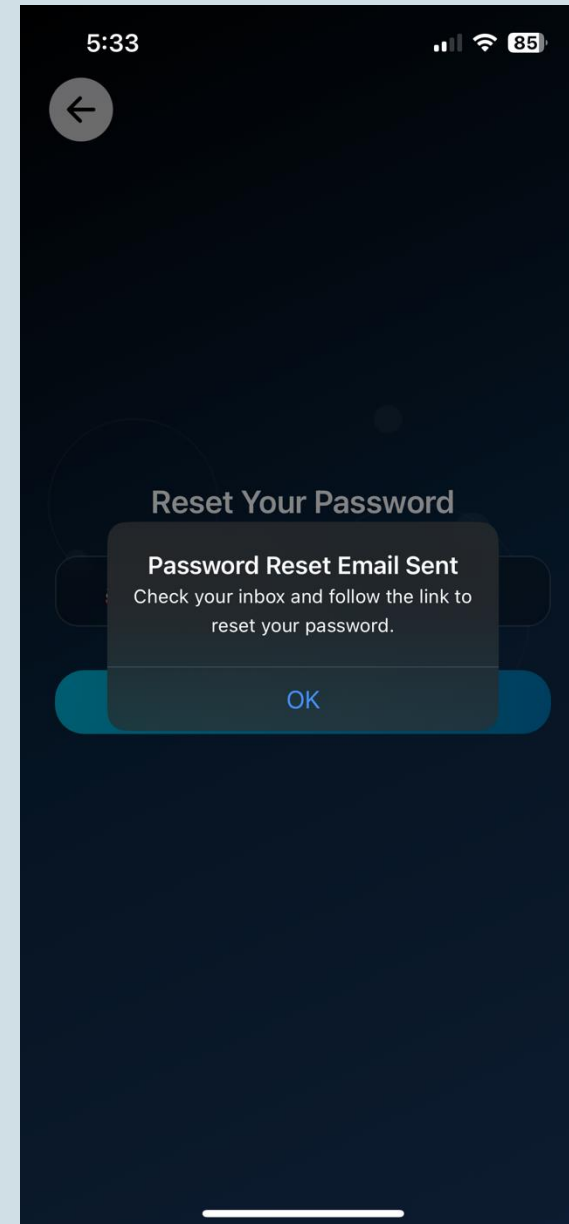 5:33
85
Reset Your Password
Password Reset Email Sent
Check your inbox and follow the link to
reset your password.
OK